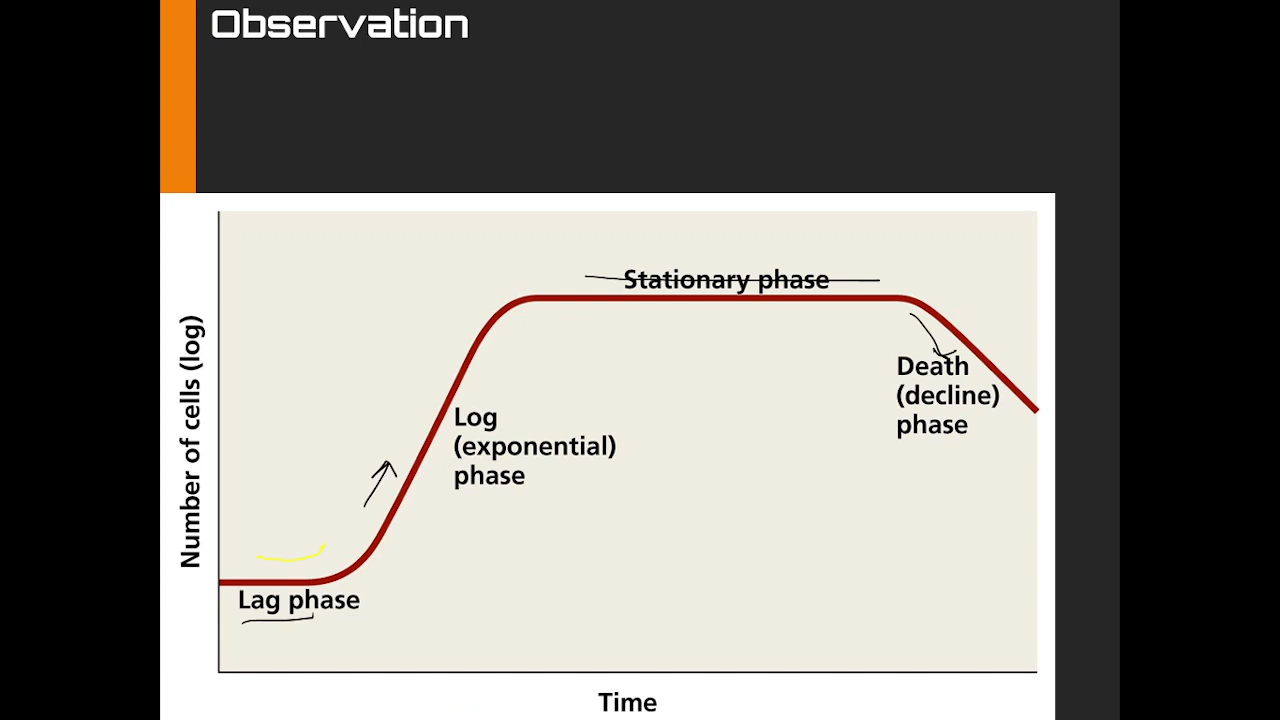 Observation
Stationary phase
Death
(decline)
phase
Log
(exponential)
phase
Number of cells (log)
Lag phase
Time